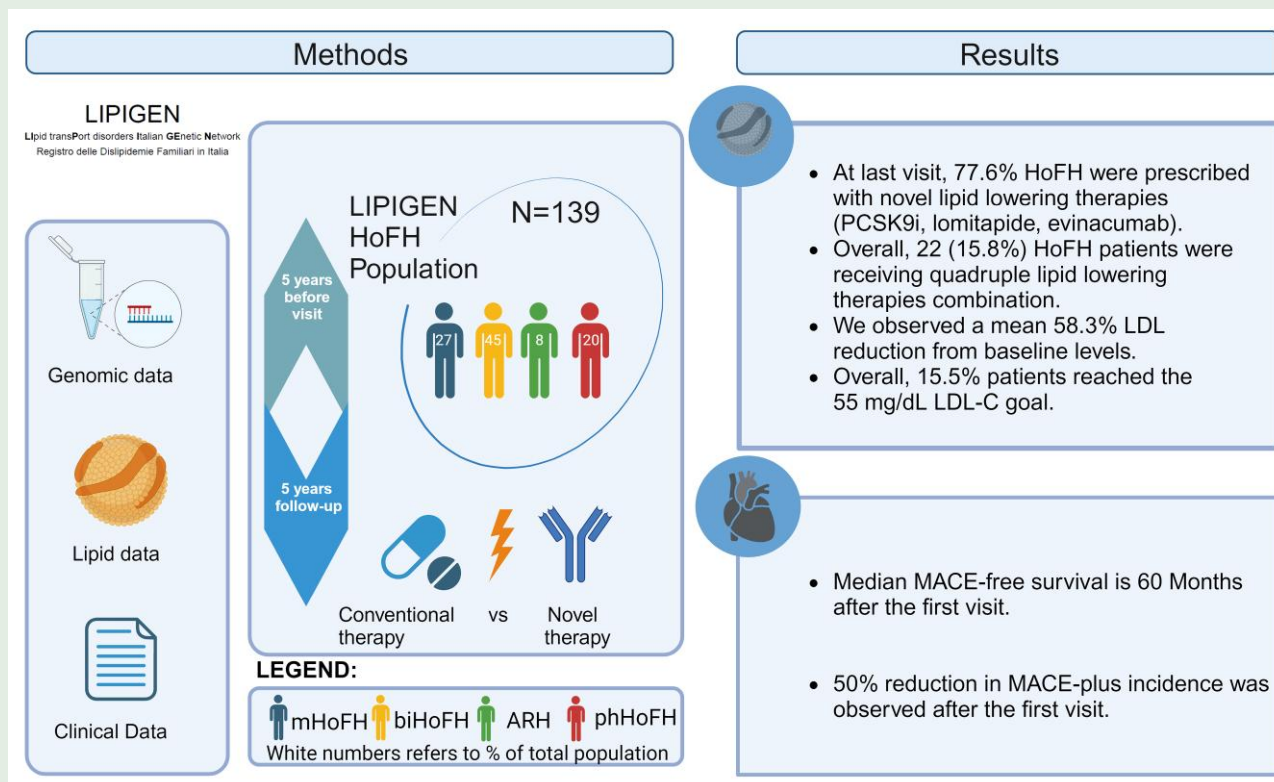 Methods
LIPIGEN
LIpid transPort disorders Italian GEnetic Network
Registro delle Dislipidemie Familiari in Italia
Genomic data
Lipid data
Clinical Data
LIPIGEN
HoFH
Population
N=139
5 years
before
visit
27 45 8 20
5 years
follow-up
Conventional
therapy
vs
Novel
therapy
LEGEND:
mHoFH biHoFH ARH phHoFH
White numbers refers to % of total population
Results
• At last visit, 77.6% HoFH were prescribed
with novel lipid lowering therapies
(PCSK9i, lomitapide, evinacumab).
• Overall, 22 (15.8%) HoFH patients were
receiving quadruple lipid lowering
therapies combination.
• We observed a mean 58.3% LDL
reduction from baseline levels.
• Overall, 15.5% patients reached the
55 mg/dL LDL-C goal.
• Median MACE-free survival is 60 Months
after the first visit.
• 50% reduction in MACE-plus incidence was
observed after the first visit.